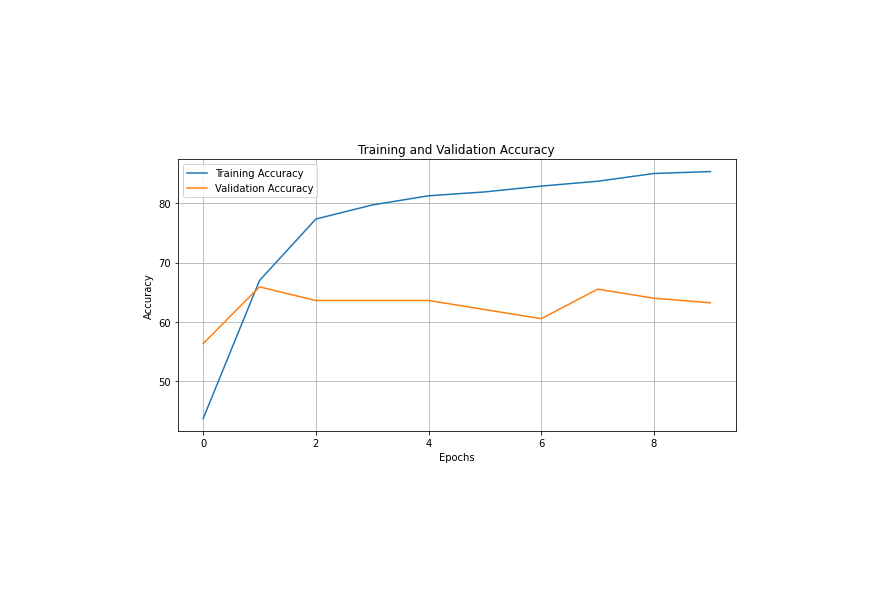 Training and Validation Accuracy
Training Accuracy
Validation Accuracy
80
70
60
50
Accuracy
0 2 4 6 8
Epochs